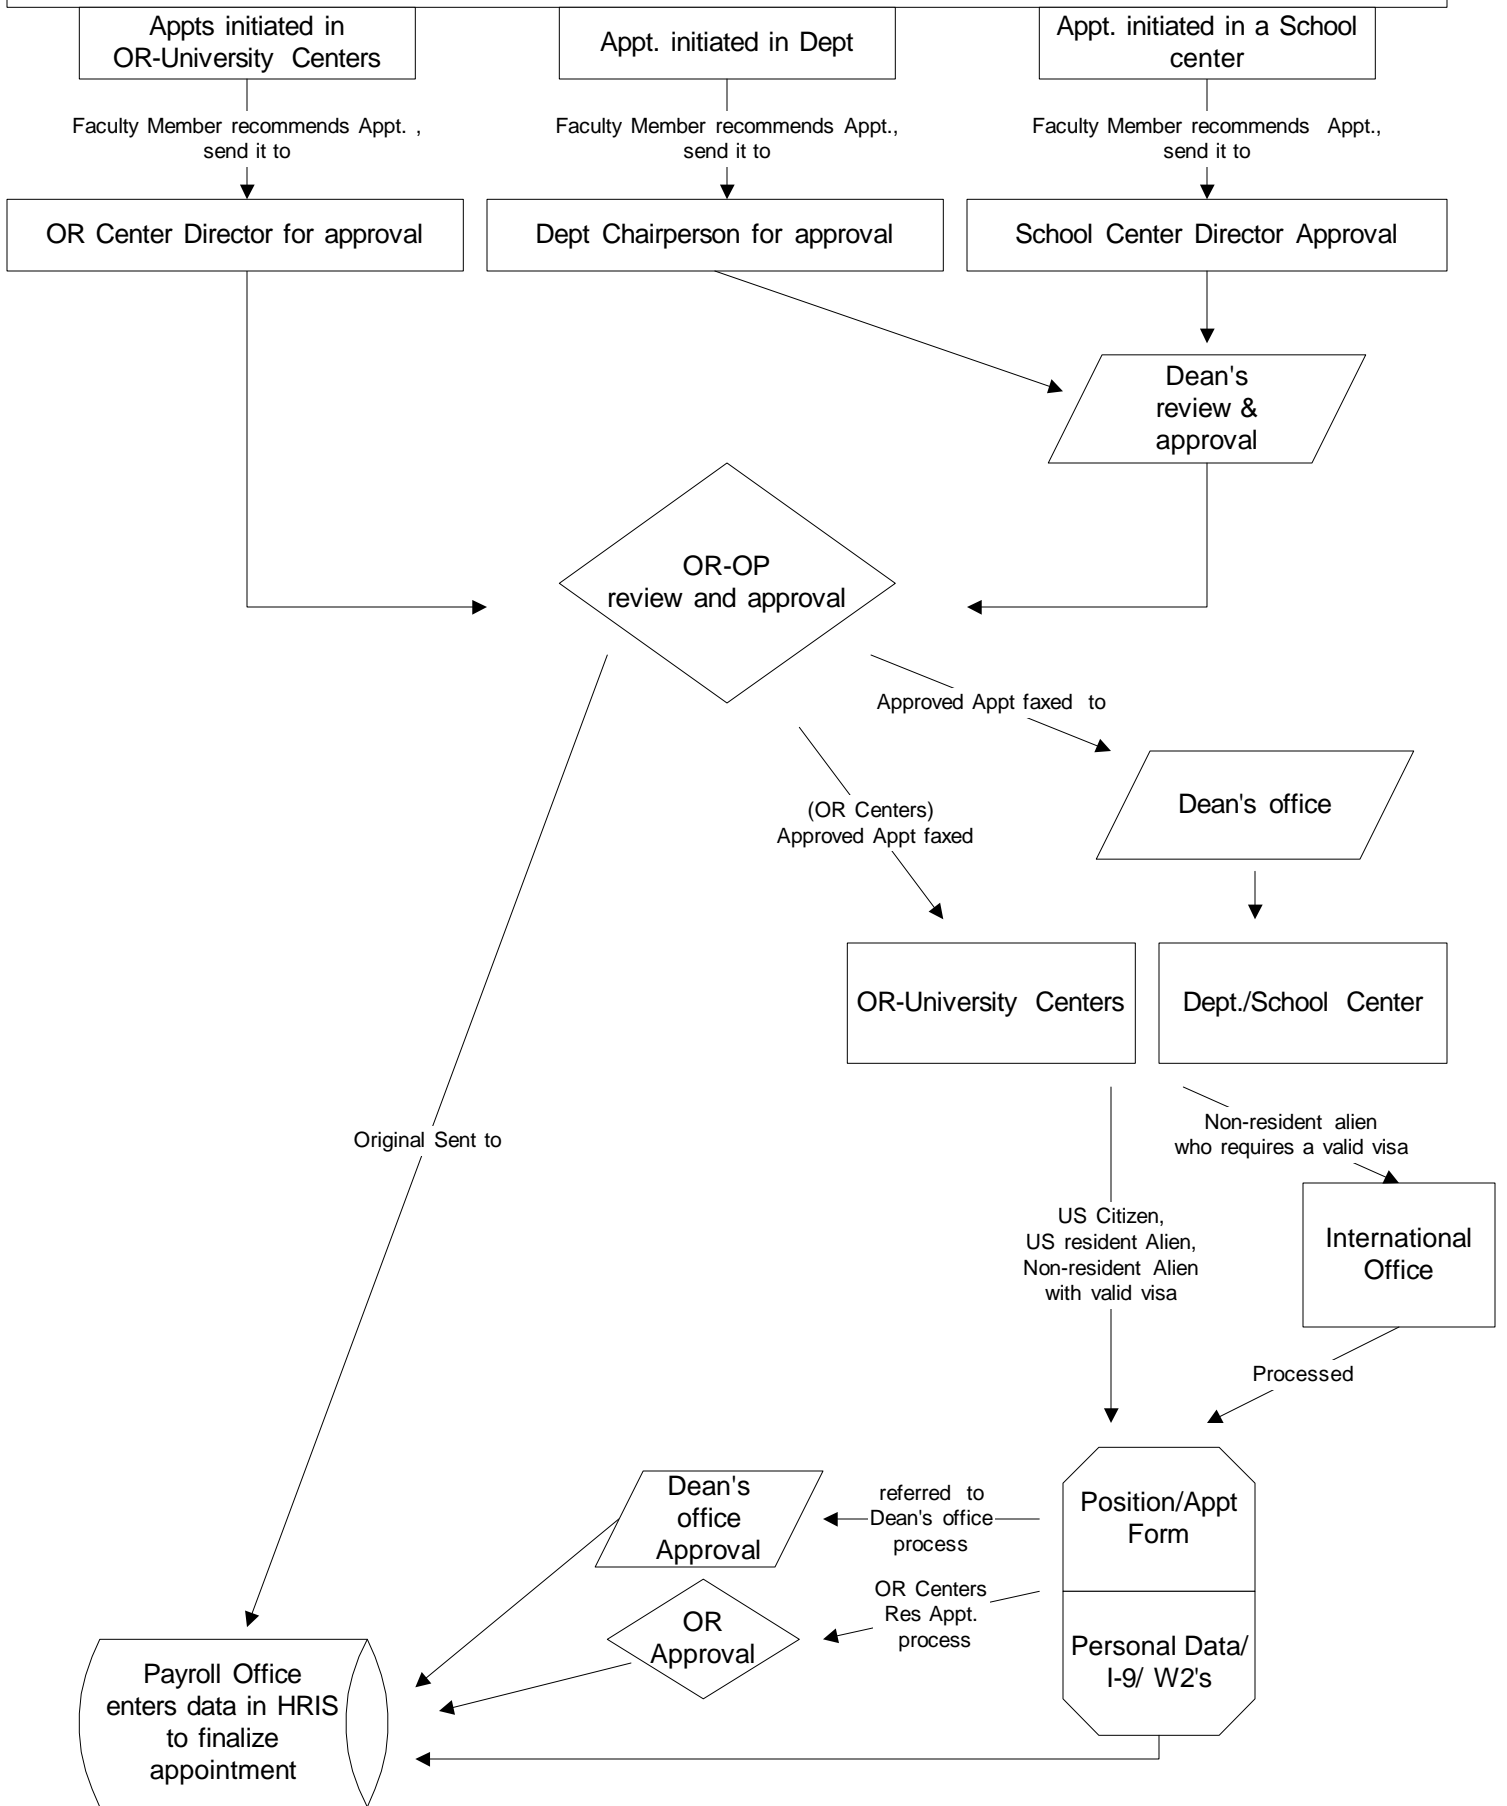 Appts initiated in
OR-University Centers
Appt. initiated in Dept
Appt. initiated in a School
center
Faculty Member recommends Appt. ,
send it to
Faculty Member recommends Appt.,
send it to
Faculty Member recommends Appt.,
send it to
OR Center Director for approval
Dept Chairperson for approval
School Center Director Approval
Dean's
review &
approval
OR-OP
review and approval
Approved Appt faxed to
(OR Centers)
Approved Appt faxed
Dean's office
OR-University Centers
Dept./School Center
Original Sent to
Non-resident alien
who requires a valid visa
US Citizen,
US resident Alien,
Non-resident Alien
with valid visa
International
Office
Processed
Dean's
office
Approval
referred to
Dean's office
process
Position/Appt
Form
OR
Approval
OR Centers
Res Appt.
process
Personal Data/
I-9/ W2's
Payroll Office
enters data in HRIS
to finalize
appointment